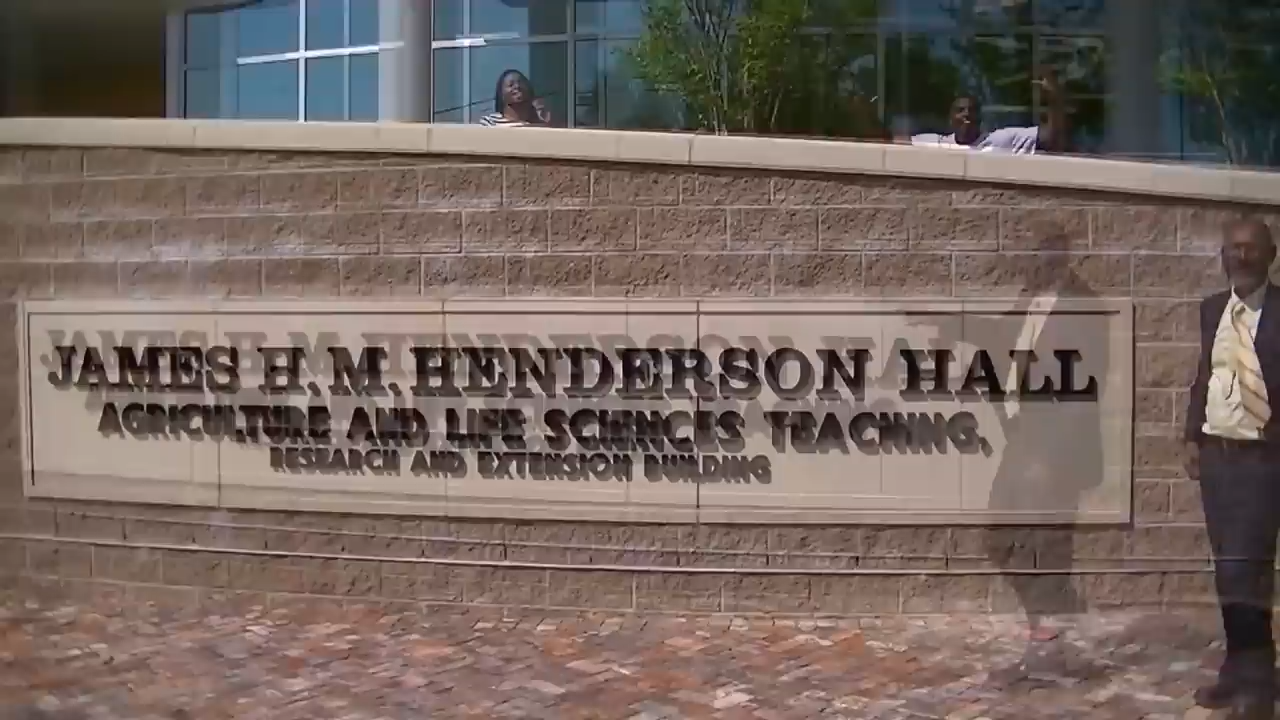 JAMES H. M. HENDERSON HALL
AGRICULTURE AND LIFE SCIENCES TEACHING,
RESEARCH AND EXTENSION BUILDING